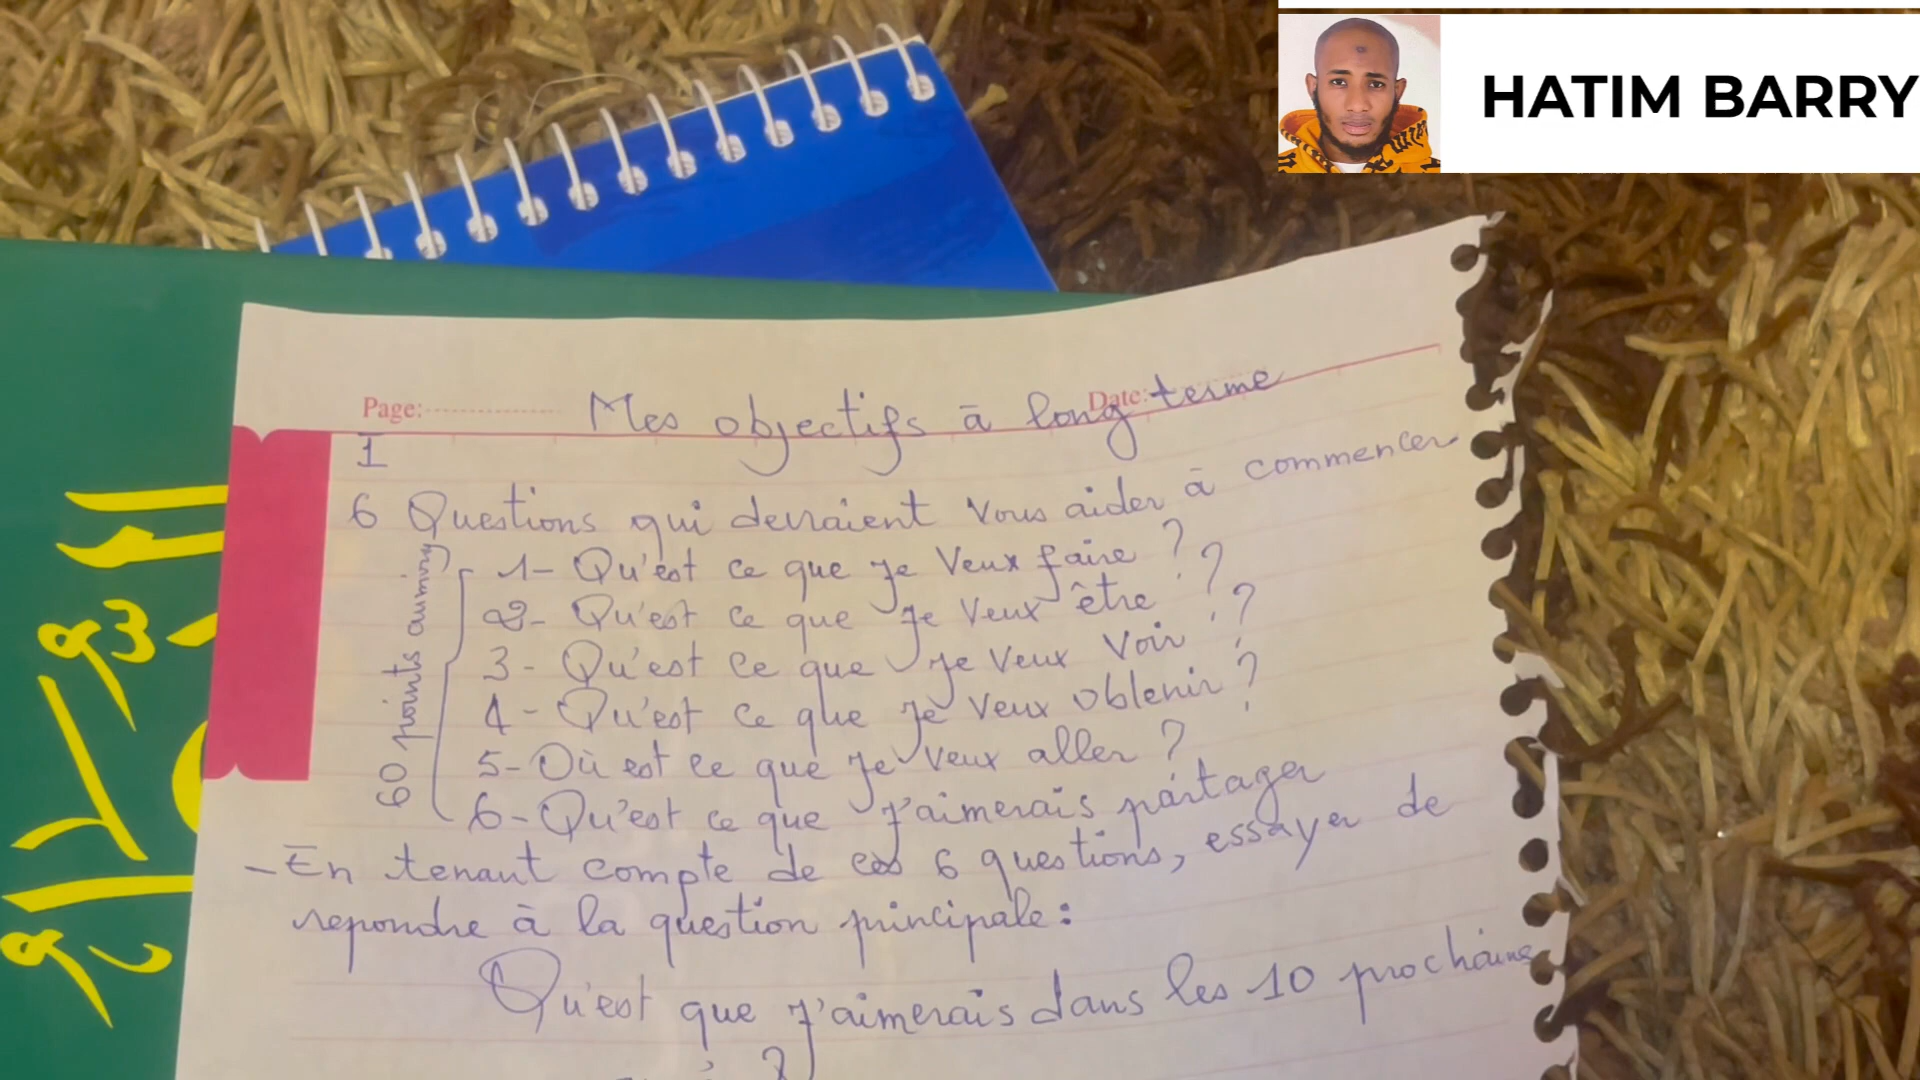 HATIM BARRY
Page:
Date:
Mes objectifs à long terme
I
6 Questions qui devraient vous aider à commencer
60 points
1- Qu'est ce que je veux faire ?
2- Qu'est ce que je veux être ?
3- Qu'est ce que je veux voir ?
4- Qu'est ce que je veux obtenir ?
5- Où est ce que je veux aller ?
6- Qu'est ce que j'aimerais partager
- En tenant compte de ces 6 questions, essayer de
repondre à la question principale :
Qu'est que j'aimerais dans les 10 prochaine